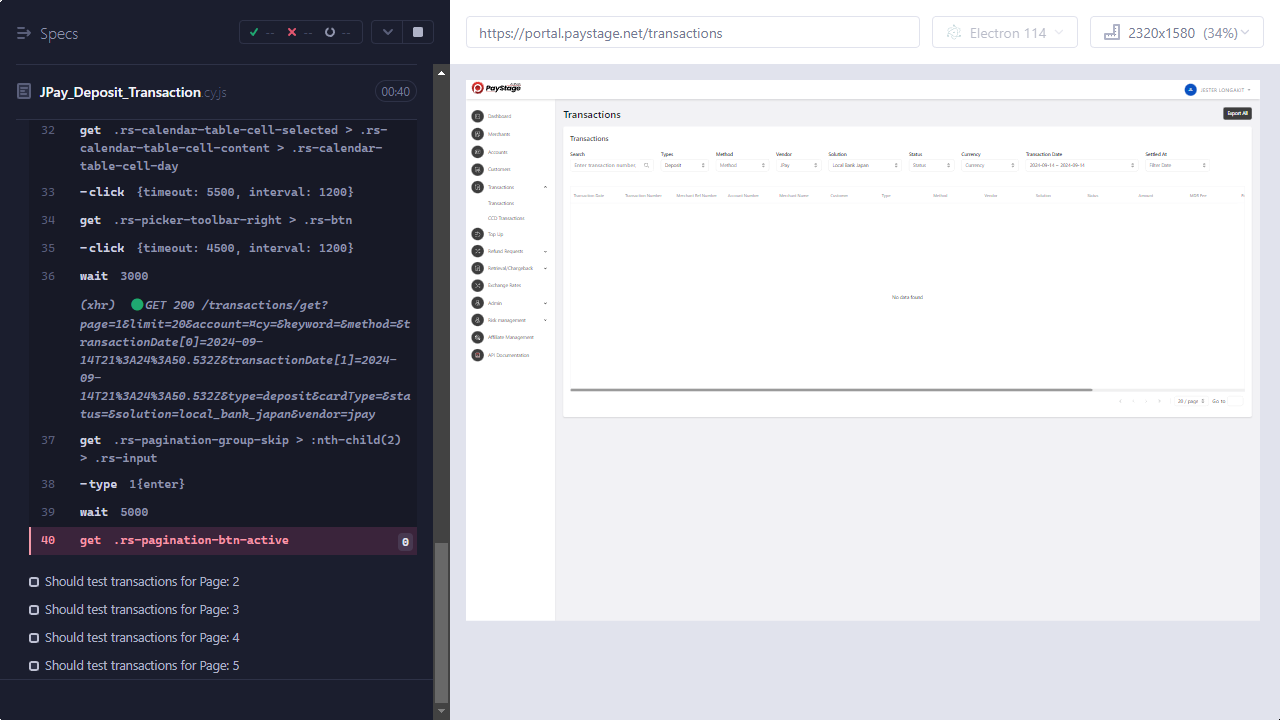 Specs
--
--
--
https://portal.paystage.net/transactions
Electron 114
2320x1580 (34%)
JPay_Deposit_Transaction.cy.js
00:40
32 get .rs-calendar-table-cell-selected > .rs-
calendar-table-cell-content > .rs-calendar-
table-cell-day
33 -click {timeout: 5500, interval: 1200}
34 get .rs-picker-toolbar-right > .rs-btn
35 -click {timeout: 4500, interval: 1200}
36 wait 3000
(xhr) GET 200 /transactions/get?
page=1&limit=20&account=¤cy=&keyword=&method=&t
ransactionDate[0]=2024-09-
14T21%3A24%3A50.532Z&transactionDate[1]=2024-
09-
14T21%3A24%3A50.532Z&type=deposit&cardType=&sta
tus=&solution=local_bank_japan&vendor=jpay
37 get .rs-pagination-group-skip > :nth-child(2)
> .rs-input
38 -type 1{enter}
39 wait 5000
40 get .rs-pagination-btn-active 0
Should test transactions for Page: 2
Should test transactions for Page: 3
Should test transactions for Page: 4
Should test transactions for Page: 5
PayStage
JESTER LONGAKIT
Dashboard
Merchants
Accounts
Customers
Transactions
Transactions
CCD Transactions
Top Up
Refund Requests
Retrieval/Chargeback
Exchange Rates
Admin
Risk management
Affiliate Management
API Documentation
Transactions
Export All
Transactions
Search Types Method Vendor Solution Status Currency Transaction Date Settled At
Enter transaction number, Deposit Method JPay Local Bank Japan Status Currency 2024-09-14 ~ 2024-09-14 Filter Date
Transaction Date Transaction Number Merchant Ref Number Account Number Merchant Name Customer Type Method Vendor Solution Status Amount MDR Fee
No data found
20 / page Go to